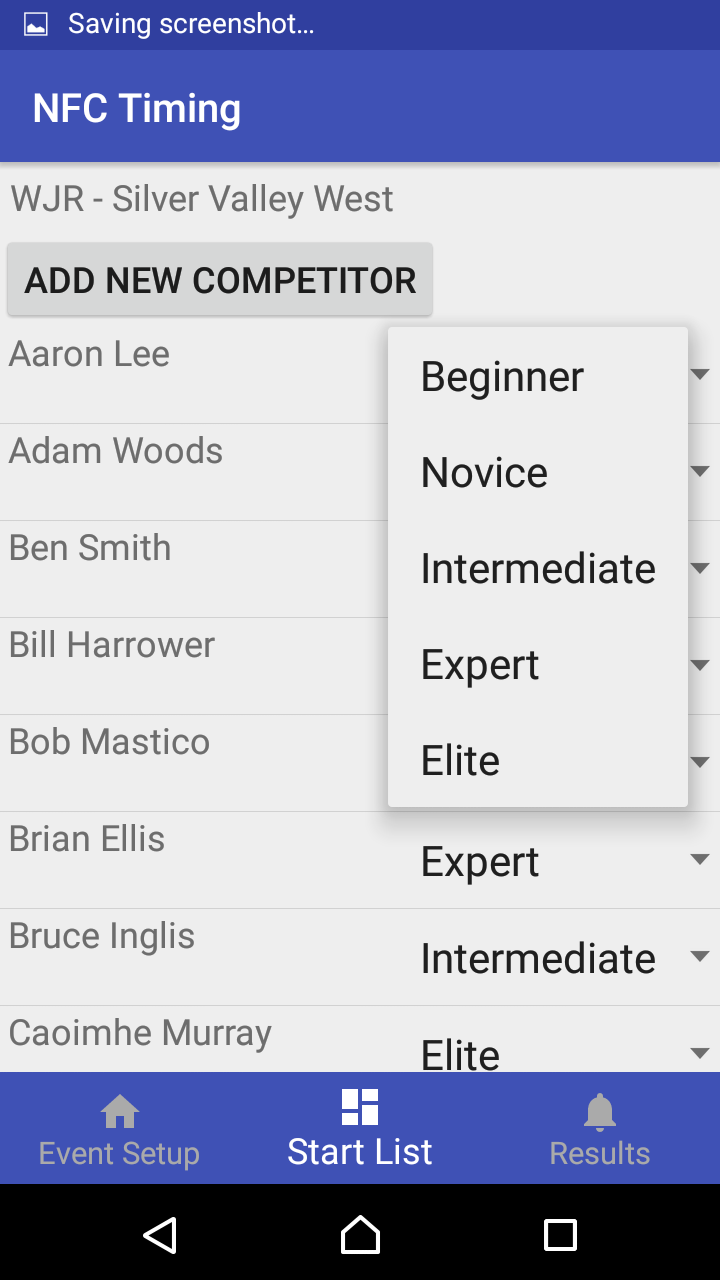 Saving screenshot...
NFC Timing
WJR - Silver Valley West
ADD NEW COMPETITOR
Aaron Lee
Beginner
Adam Woods
Novice
Ben Smith
Intermediate
Bill Harrower
Expert
Bob Mastico
Elite
Brian Ellis
Expert
Bruce Inglis
Intermediate
Caoimhe Murray
Elite
Event Setup
Start List
Results